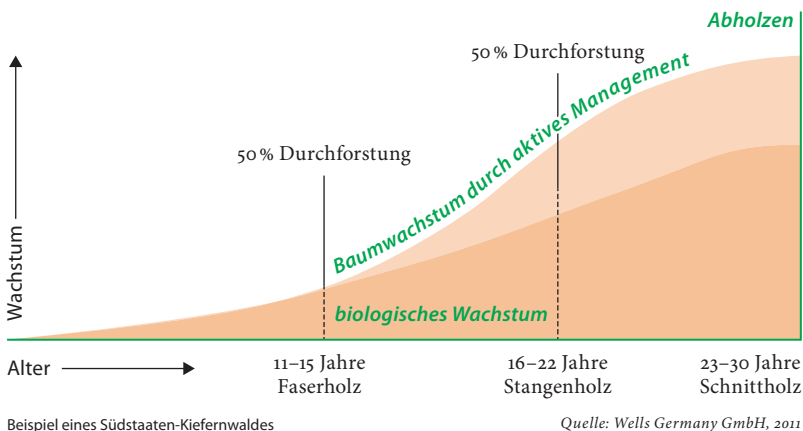 Abholzen
50 % Durchforstung
Baumwachstum durch aktives Management
50 % Durchforstung
Wachstum
biologisches Wachstum
Alter
11–15 Jahre
Faserholz
16–22 Jahre
Stangenholz
23–30 Jahre
Schnittholz
Beispiel eines Südstaaten-Kiefernwaldes
Quelle: Wells Germany GmbH, 2011